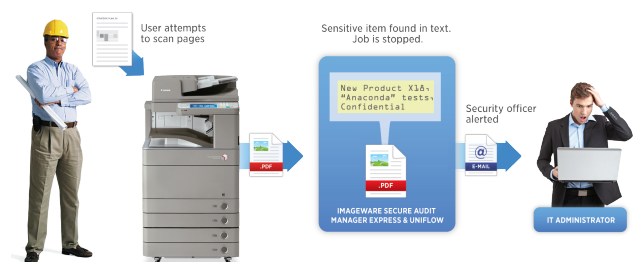 User attempts
to scan pages
Sensitive item found in text.
Job is stopped.
New Product X18,
“Anaconda” tests,
Confidential
.PDF
.PDF
IMAGEWARE SECURE AUDIT
MANAGER EXPRESS & UNIFLOW
Security officer
alerted
@
E-MAIL
IT ADMINISTRATOR